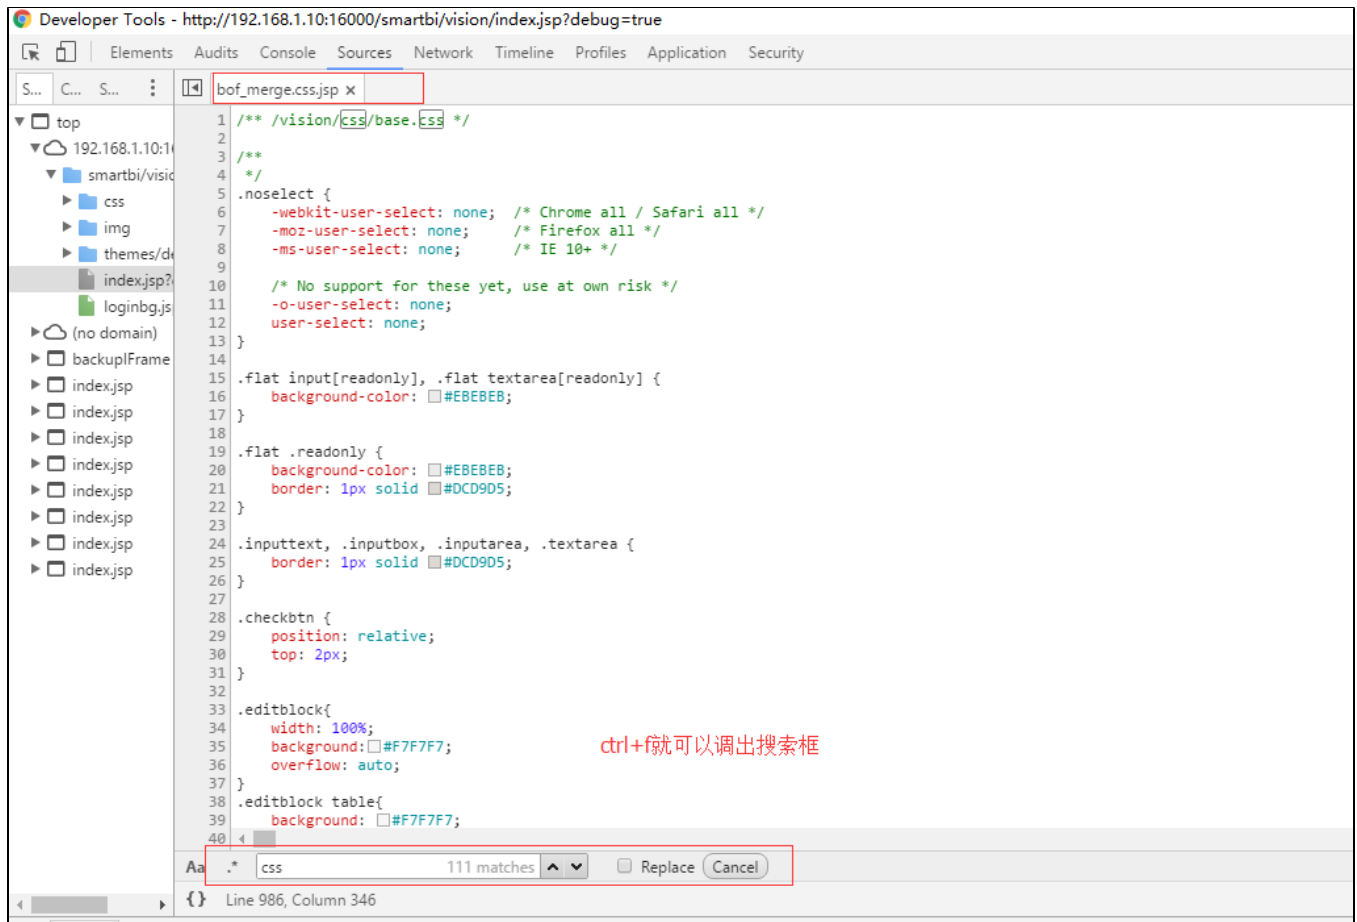 Developer Tools - http://192.168.1.10:16000/smartbi/vision/index.jsp?debug=true
Elements Audits Console Sources Network Timeline Profiles Application Security
S... C... S... bof_merge.css.jsp ×
top
192.168.1.10:1
smartbi/visio
css
img
themes/de
index.jsp?
loginbg.js
(no domain)
backupIFrame
index.jsp
index.jsp
index.jsp
index.jsp
index.jsp
index.jsp
index.jsp
index.jsp
1 /** /vision/css/base.css */
2
3 /**
4 */
5 .noselect {
6 -webkit-user-select: none; /* Chrome all / Safari all */
7 -moz-user-select: none; /* Firefox all */
8 -ms-user-select: none; /* IE 10+ */
9
10 /* No support for these yet, use at own risk */
11 -o-user-select: none;
12 user-select: none;
13 }
14
15 .flat input[readonly], .flat textarea[readonly] {
16 background-color: #EBEBEB;
17 }
18
19 .flat .readonly {
20 background-color: #EBEBEB;
21 border: 1px solid #DCD9D5;
22 }
23
24 .inputtext, .inputbox, .inputarea, .textarea {
25 border: 1px solid #DCD9D5;
26 }
27
28 .checkbtn {
29 position: relative;
30 top: 2px;
31 }
32
33 .editblock{
34 width: 100%;
35 background:#F7F7F7;
36 overflow: auto;
37 }
38 .editblock table{
39 background: #F7F7F7;
40
ctrl+f就可以调出搜索框
Aa .* css 111 matches Replace Cancel
{} Line 986, Column 346